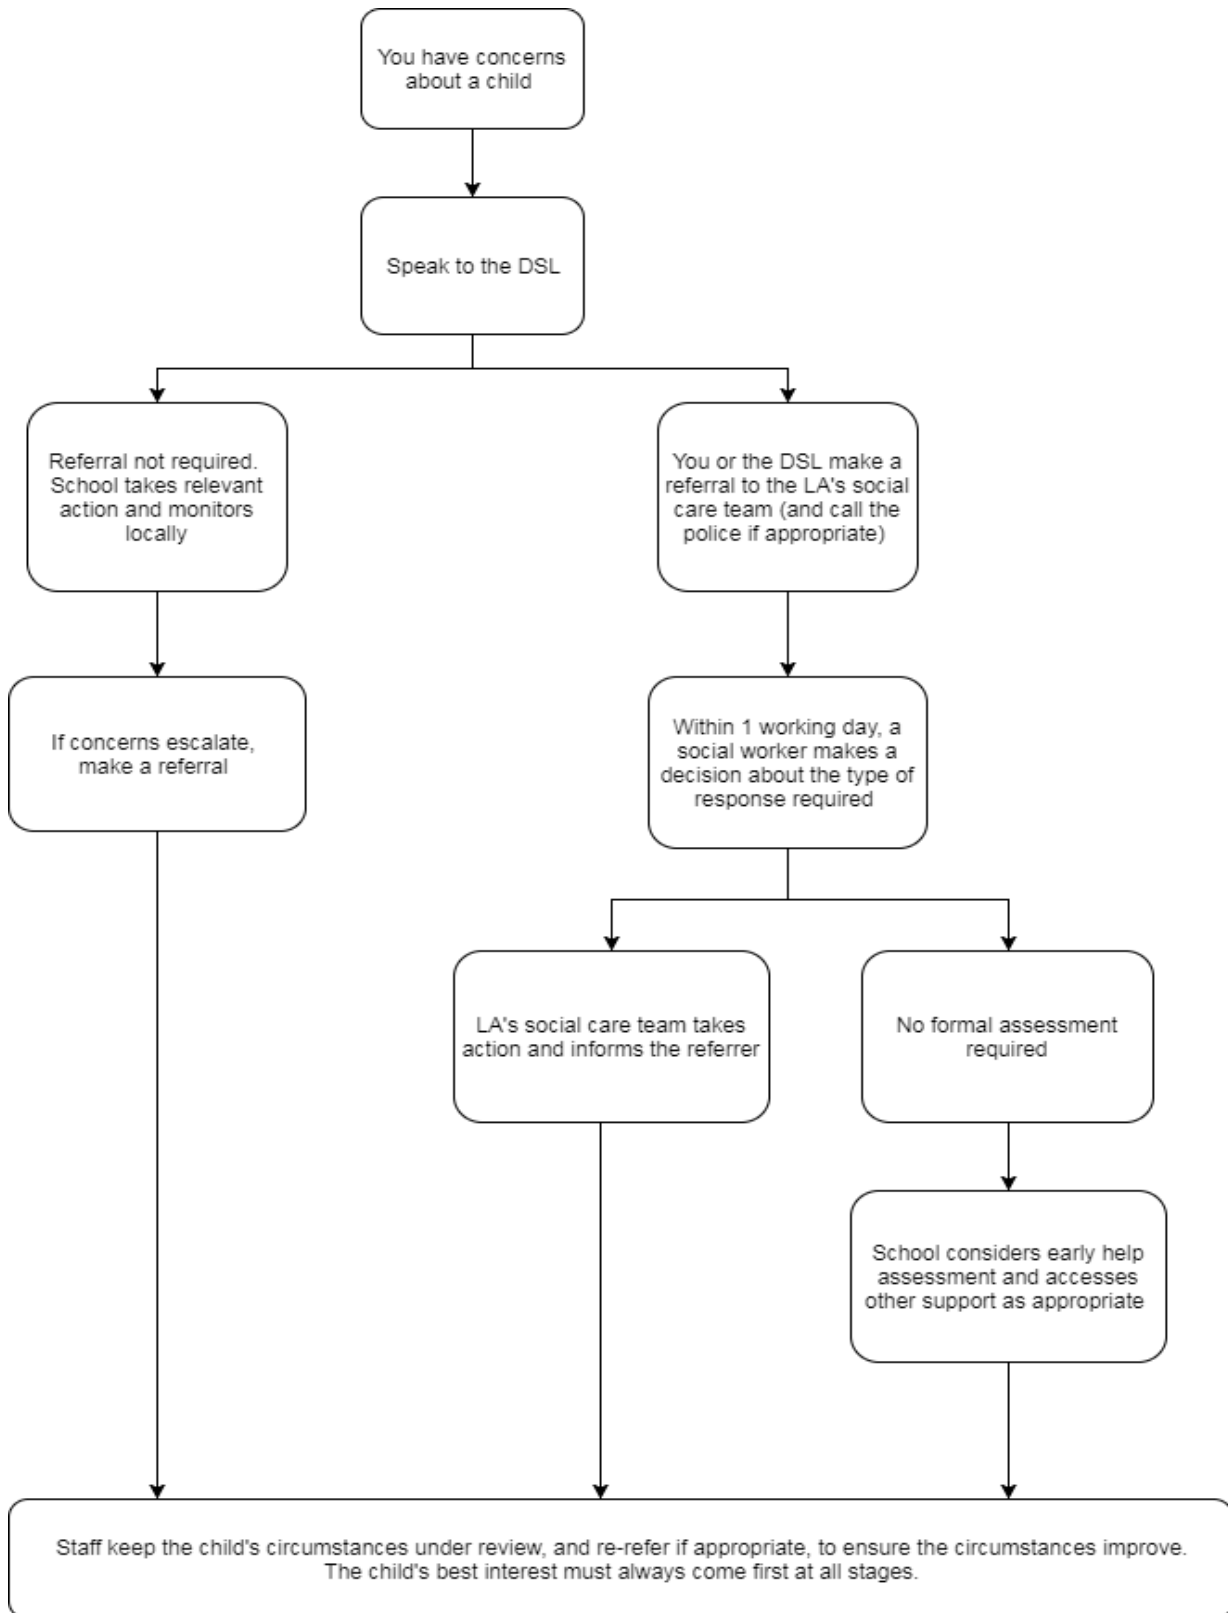 You have concerns
about a child
Speak to the DSL
Referral not required.
School takes relevant
action and monitors
locally
You or the DSL make a
referral to the LA's social
care team (and call the
police if appropriate)
If concerns escalate,
make a referral
Within 1 working day, a
social worker makes a
decision about the type of
response required
LA's social care team takes
action and informs the referrer
No formal assessment
required
School considers early help
assessment and accesses
other support as appropriate
Staff keep the child's circumstances under review, and re-refer if appropriate, to ensure the circumstances improve.
The child's best interest must always come first at all stages.